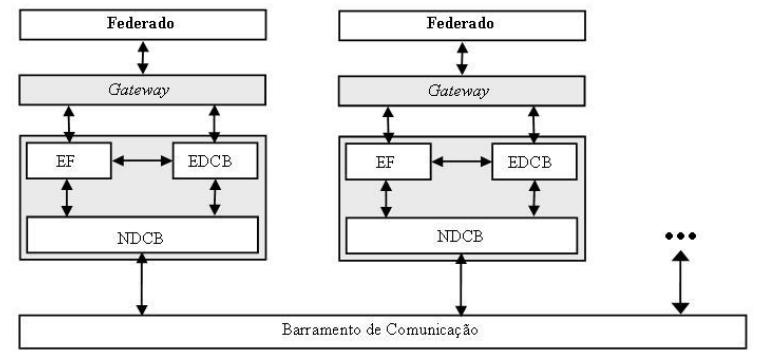 Federado
Federado
Gateway
Gateway
EF
EDCB
EF
EDCB
NDCB
NDCB
•••
Barramento de Comunicação